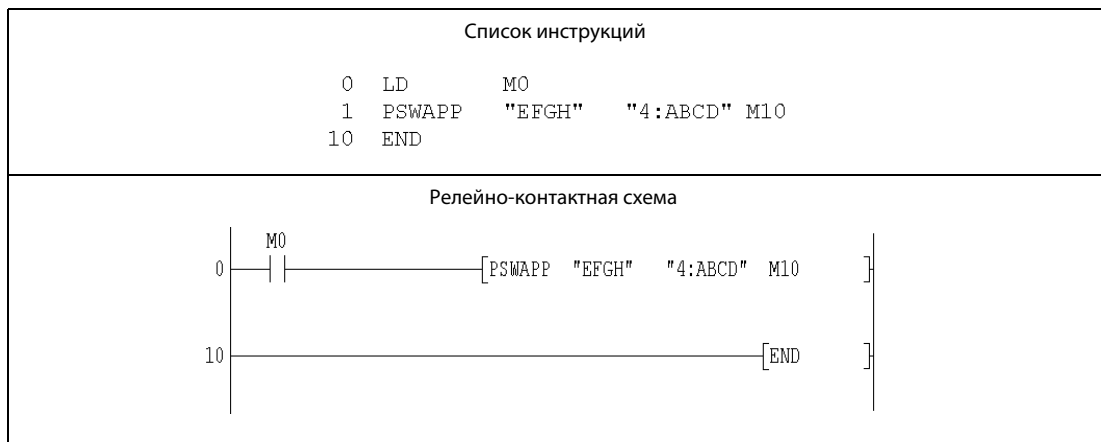 Список инструкций
0 LD M0
1 PSWAPP "EFGH" "4:ABCD" M10
10 END
Релейно-контактная схема
M0
0 [PSWAPP "EFGH" "4:ABCD" M10 ]
10 [END ]